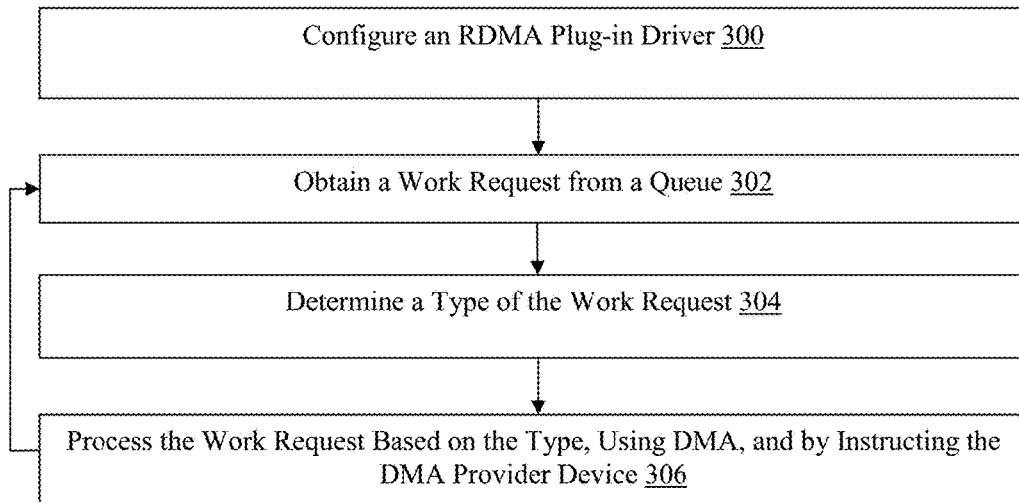 Configure an RDMA Plug-in Driver 300
Obtain a Work Request from a Queue 302
Determine a Type of the Work Request 304
Process the Work Request Based on the Type, Using DMA, and by Instructing the
DMA Provider Device 306